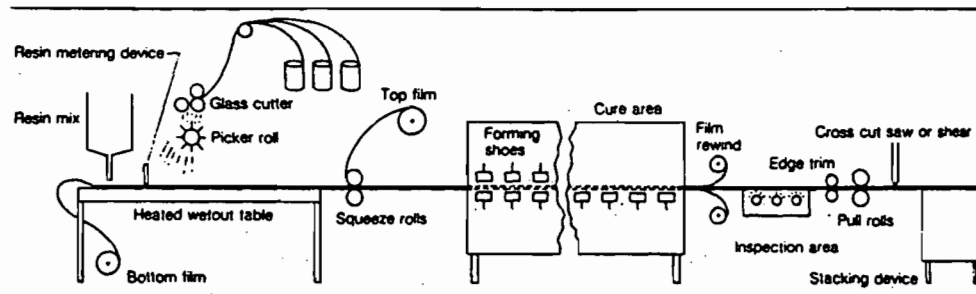 Resin metering device
Glass cutter
Resin mix
Picker roll
Top film
Cure area
Forming
shoes
Film
rewind
Cross cut saw or shear
Edge trim
Heated wetout table
Squeeze rolls
Pull rolls
Inspection area
Bottom film
Stacking device